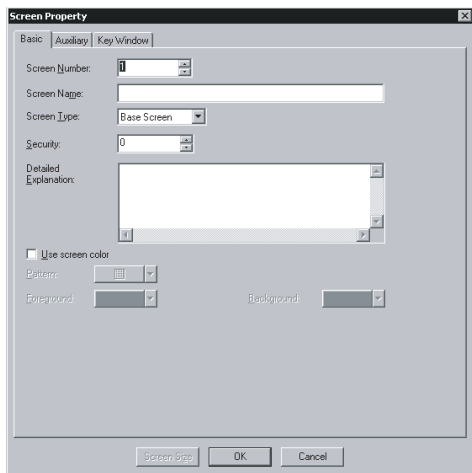 Screen Property
Basic Auxiliary Key Window
Screen Number: 1
Screen Name:
Screen Type: Base Screen
Security: 0
Detailed
Explanation:
Use screen color
Pattern:
Foreground: Background:
Screen Size OK Cancel